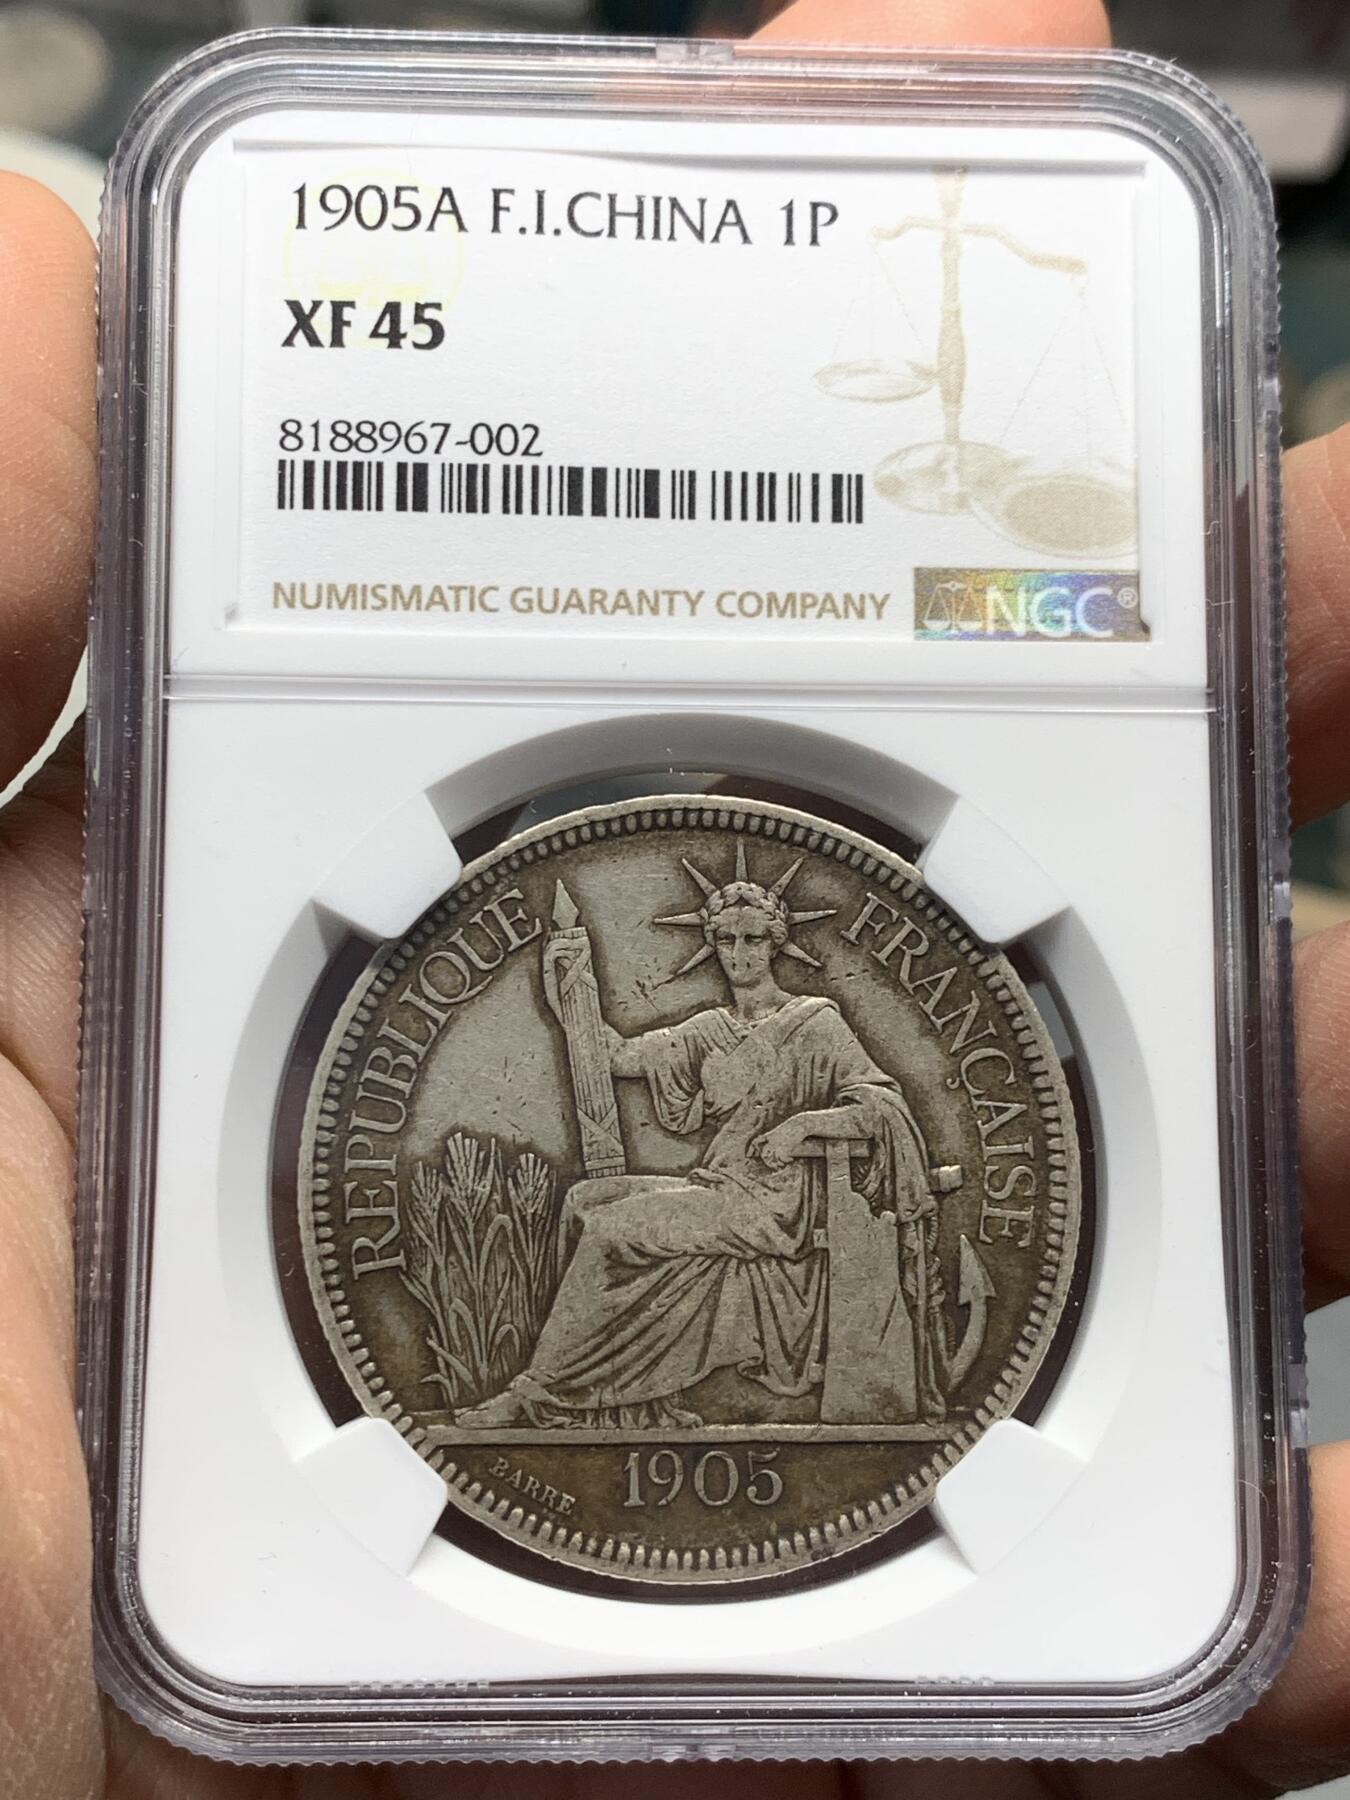 1905A F.I.CHINA 1P
XF 45
8188967-002
NUMISMATIC GUARANTY COMPANY
NGC®
REPUBLIQUE FRANÇAISE
BARRE
1905